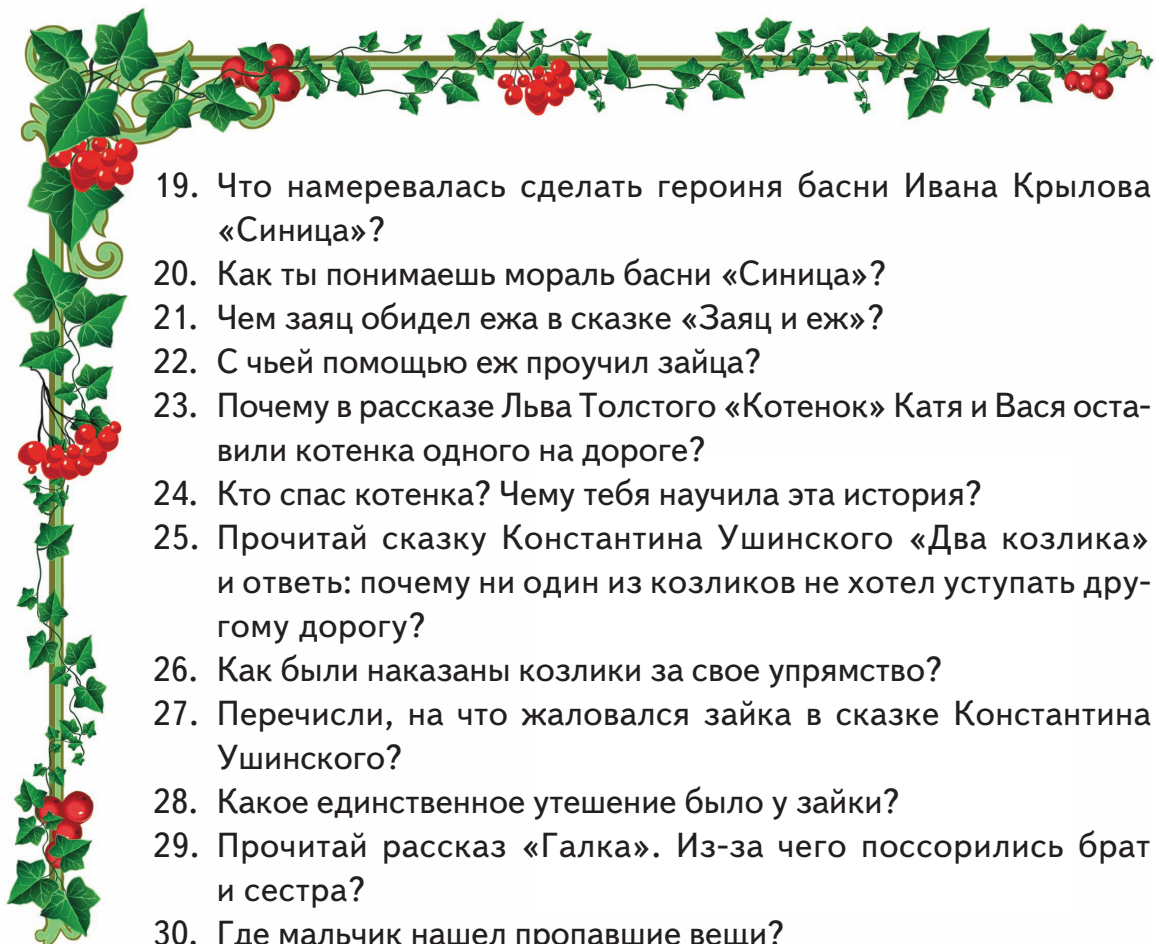 19. Что намеревалась сделать героиня басни Ивана Крылова
«Синица»?
20. Как ты понимаешь мораль басни «Синица»?
21. Чем заяц обидел ежа в сказке «Заяц и еж»?
22. С чьей помощью еж проучил зайца?
23. Почему в рассказе Льва Толстого «Котенок» Катя и Вася оста-
вили котенка одного на дороге?
24. Кто спас котенка? Чему тебя научила эта история?
25. Прочитай сказку Константина Ушинского «Два козлика»
и ответь: почему ни один из козликов не хотел уступать дру-
гому дорогу?
26. Как были наказаны козлики за свое упрямство?
27. Перечисли, на что жаловался зайка в сказке Константина
Ушинского?
28. Какое единственное утешение было у зайки?
29. Прочитай рассказ «Галка». Из-за чего поссорились брат
и сестра?
30. Где мальчик нашел пропавшие вещи?